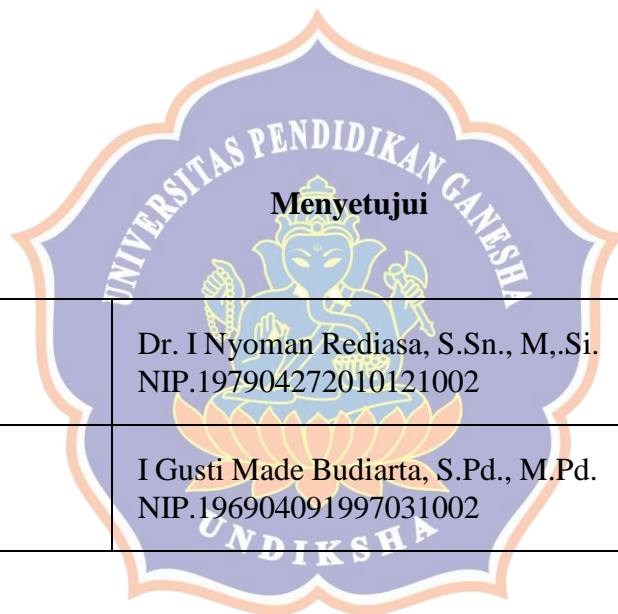 UNIVERSITAS PENDIDIKAN GANESHA
Menyetujui
Dr. I Nyoman Rediasa, S.Sn., M,.Si.
NIP.197904272010121002
I Gusti Made Budiarta, S.Pd., M.Pd.
NIP.196904091997031002
UNDIKSHA